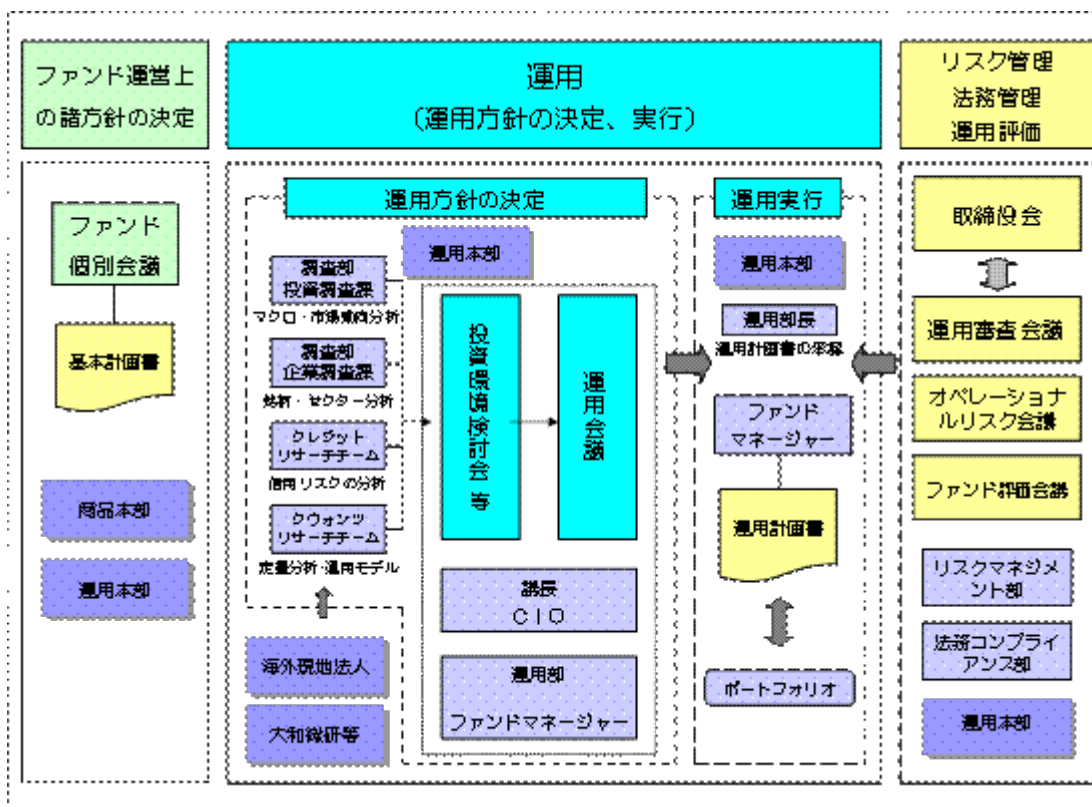 ファンド運営上
の諸方針の決定
運用
（運用方針の決定、実行）
リスク管理
法務管理
運用評価
ファンド
個別会議
基本計画書
商品本部
運用本部
運用方針の決定
運用本部
調査部
投資調査課
マクロ・市場動向分析
調査部
企業調査課
銘柄・セクター分析
クレジット
リサーチチーム
信用リスクの分析
クウォンツ
リサーチチーム
定量分析・運用モデル
海外現地法人
大和総研等
投資環境検討会 等
運用会議
議長
ＣＩＯ
運用部
ファンドマネージャー
運用実行
運用本部
運用部長
運用計画書の承認
ファンド
マネージャー
運用計画書
ポートフォリオ
取締役会
運用審査会議
オペレーショナ
ルリスク会議
ファンド評価会議
リスクマネジメ
ント部
法務コンプライ
アンス部
運用本部